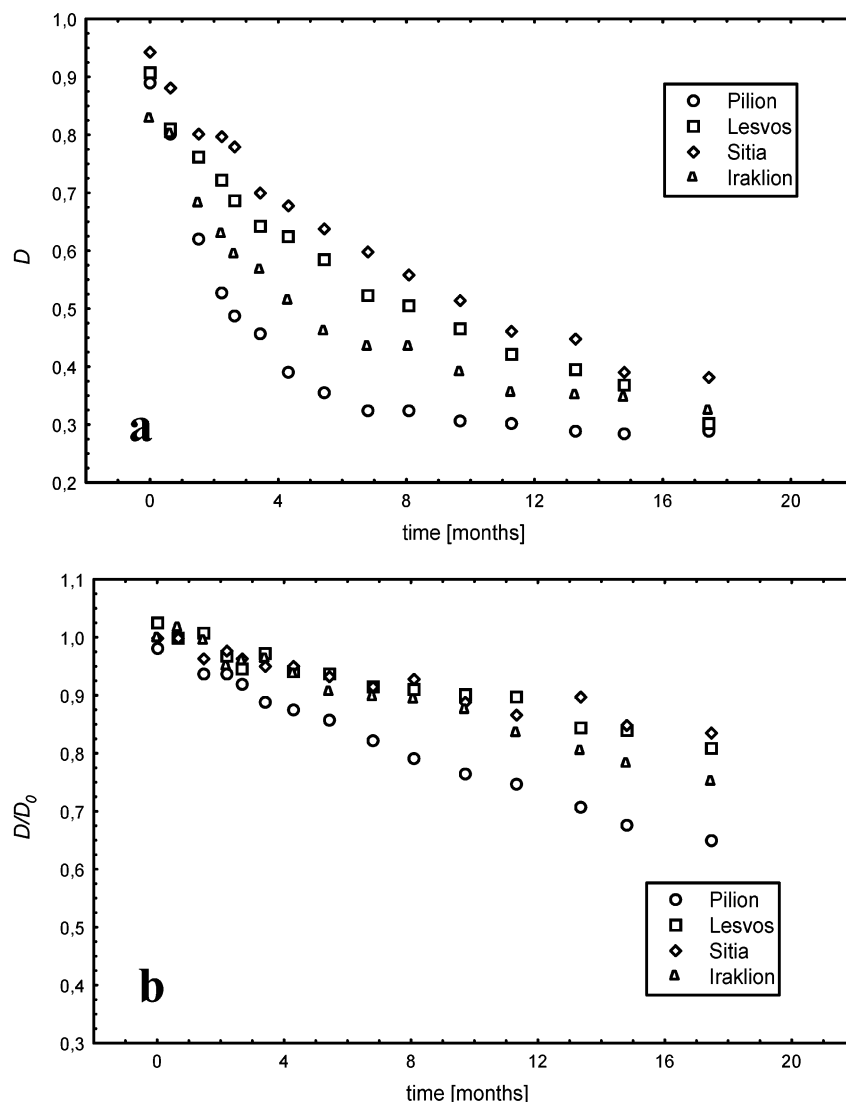 1,0
0,9
0,8
0,7
0,6
0,5
0,4
0,3
0,2
D
Pilion
Lesvos
Sitia
Iraklion
a
0 4 8 12 16 20
time [months]
1,1
1,0
0,9
0,8
0,7
0,6
0,5
0,4
0,3
D/D0
Pilion
Lesvos
Sitia
Iraklion
b
0 4 8 12 16 20
time [months]